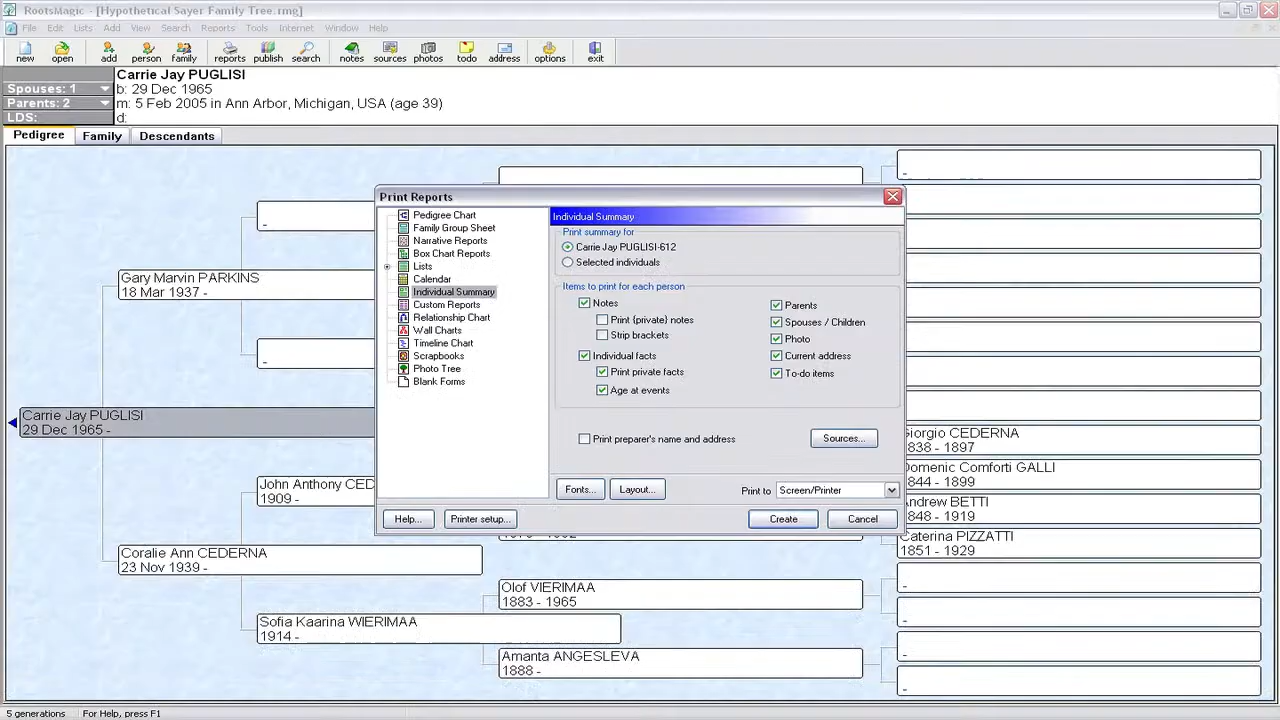 RootsMagic - [Hypothetical Sayer Family Tree.rmg]
File Edit Lists Add View Search Reports Tools Internet Window Help
new open add person family reports publish search notes sources photos todo address options exit
Carrie Jay PUGLISI
Spouses: 1 b: 29 Dec 1965
Parents: 2 m: 5 Feb 2005 in Ann Arbor, Michigan, USA (age 39)
LDS: d:
Pedigree Family Descendants
Gary Marvin PARKINS
18 Mar 1937 -
Carrie Jay PUGLISI
29 Dec 1965 -
John Anthony CED
1909 -
Coralie Ann CEDERNA
23 Nov 1939 -
Sofia Kaarina WIERIMAA
1914 -
Olof VIERIMAA
1883 - 1965
Amanta ANGESLEVA
1888 -
Giorgio CEDERNA
1838 - 1897
Domenic Comforti GALLI
1844 - 1899
Andrew BETTI
1848 - 1919
Caterina PIZZATTI
1851 - 1929
Print Reports
Pedigree Chart
Family Group Sheet
Narrative Reports
Box Chart Reports
Lists
Calendar
Individual Summary
Custom Reports
Relationship Chart
Wall Charts
Timeline Chart
Scrapbooks
Photo Tree
Blank Forms
Individual Summary
Print summary for
Carrie Jay PUGLISI-612
Selected individuals
Items to print for each person
Notes
Print {private} notes
Strip brackets
Individual facts
Print private facts
Age at events
Parents
Spouses / Children
Photo
Current address
To-do items
Print preparer's name and address
Sources...
Fonts... Layout... Print to Screen/Printer
Help... Printer setup... Create Cancel
5 generations For Help, press F1